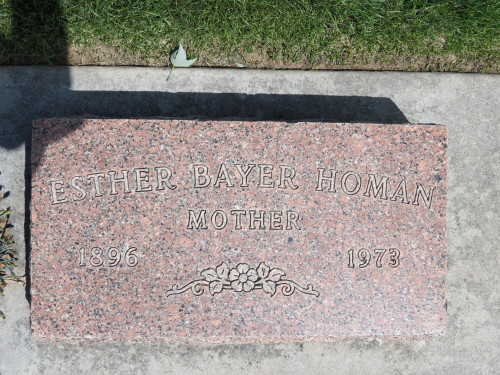 ESTHER BAYER HOMAN
MOTHER
1896 1973